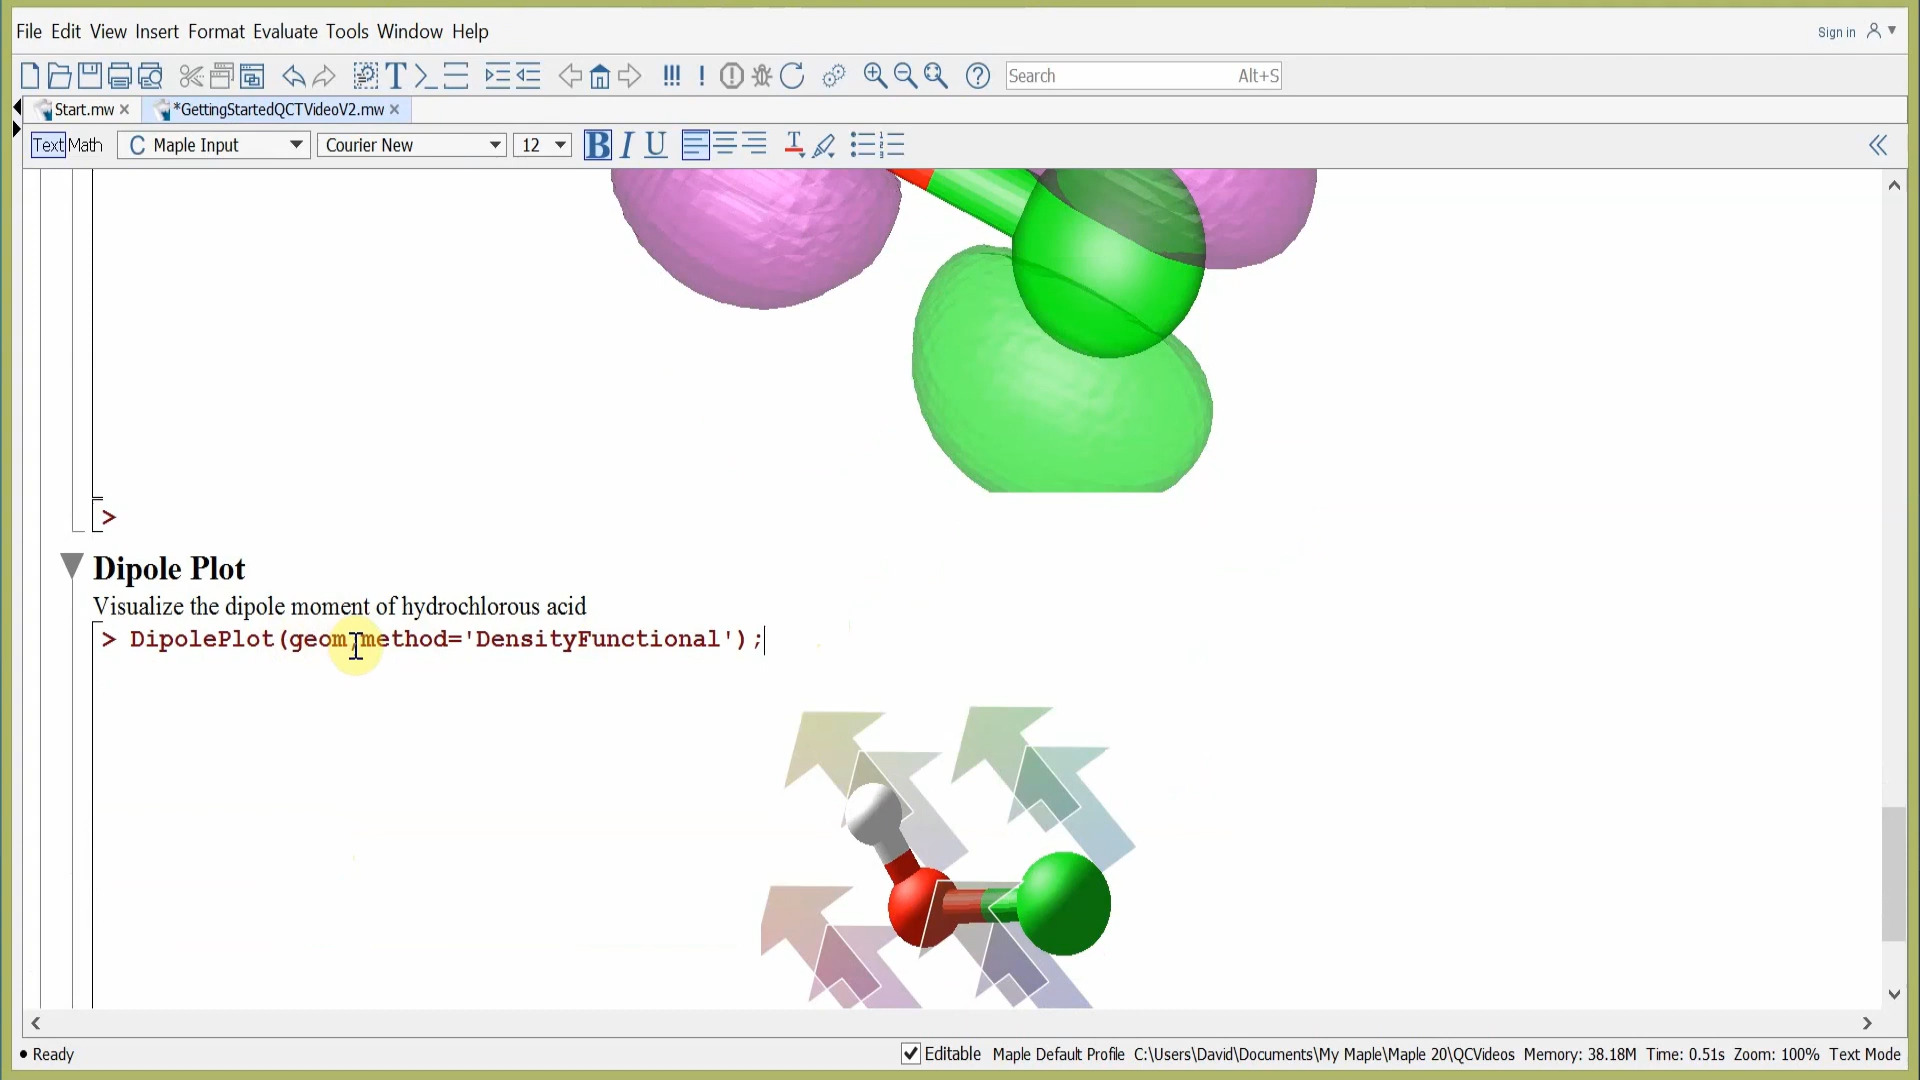 File Edit View Insert Format Evaluate Tools Window Help
Sign in
Search Alt+S
Start.mw *GettingStartedQCTVideoV2.mw
Text Math C Maple Input Courier New 12 B I U
>
Dipole Plot
Visualize the dipole moment of hydrochlorous acid
> DipolePlot(geom,method='DensityFunctional');
Ready
Editable Maple Default Profile C:\Users\David\Documents\My Maple\Maple 20\QCVideos Memory: 38.18M Time: 0.51s Zoom: 100% Text Mode